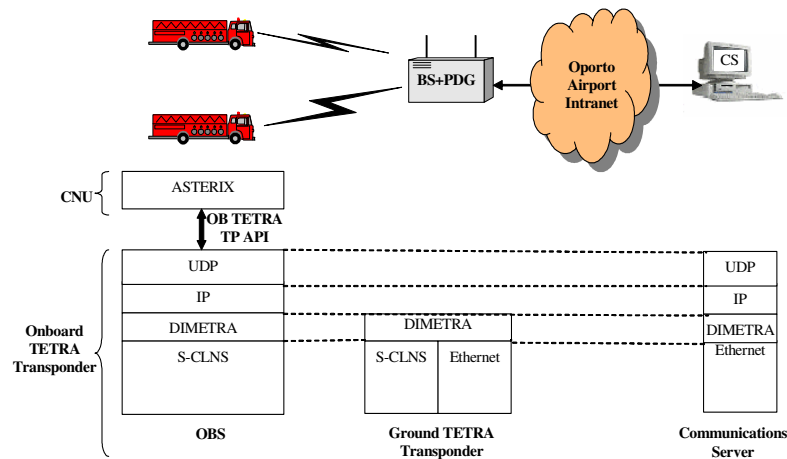 CS
BS+PDG
Oporto
Airport
Intranet
CNU
ASTERIX
OB TETRA
TP API
UDP
UDP
IP
IP
Onboard
TETRA
Transponder
DIMETRA
DIMETRA
DIMETRA
S-CLNS
S-CLNS
Ethernet
Ethernet
OBS
Ground TETRA
Transponder
Communications
Server